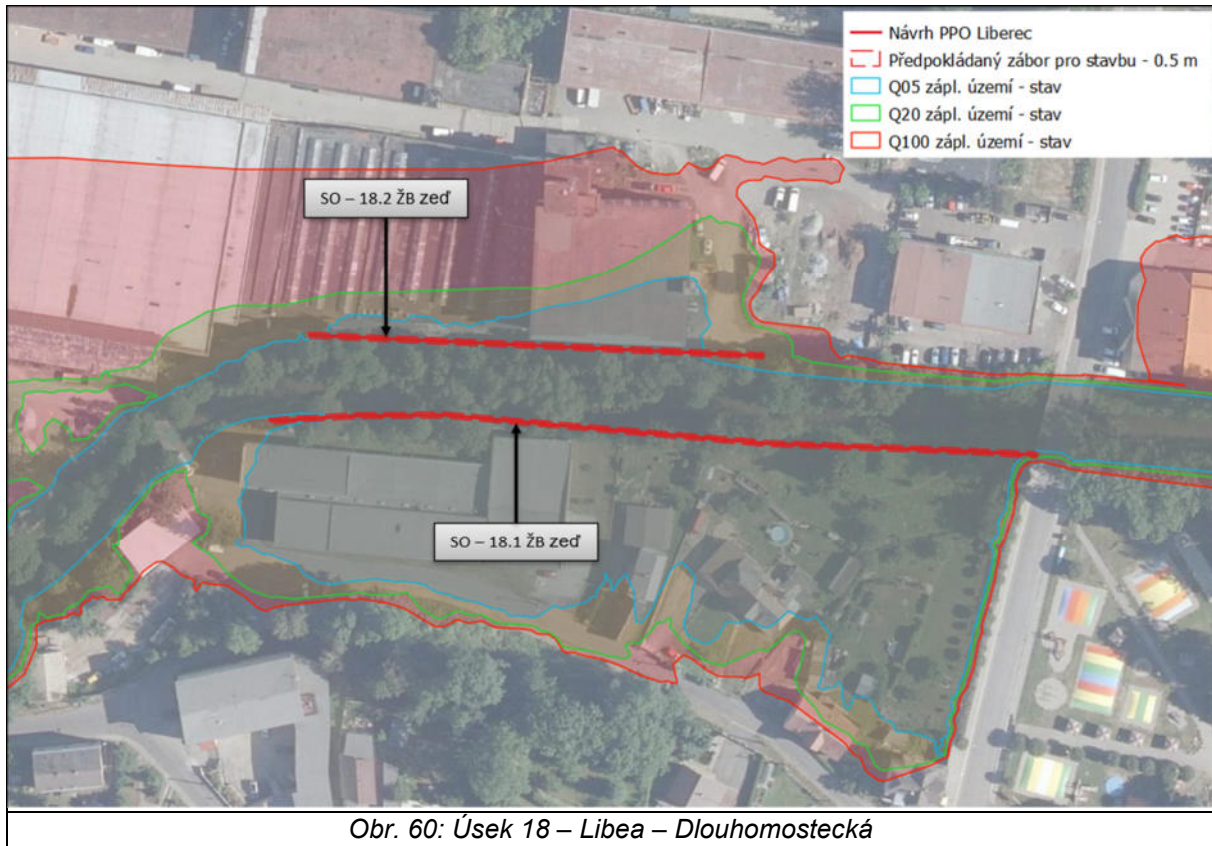 Návrh PPO Liberec
Předpokládaný zábor pro stavbu - 0.5 m
Q05 zápl. území - stav
Q20 zápl. území - stav
Q100 zápl. území - stav
SO – 18.2 ŽB zeď
SO – 18.1 ŽB zeď
Obr. 60: Úsek 18 – Libea – Dlouhomostecká